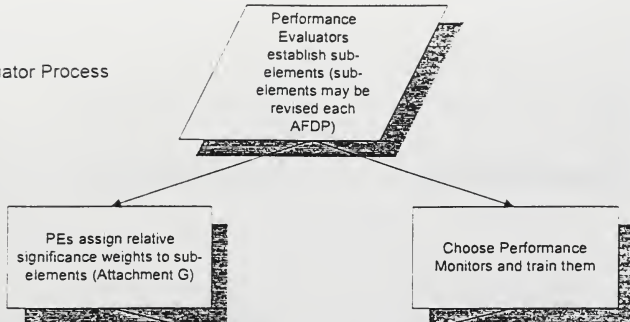 Performance
Evaluators
establish sub-
elements (sub-
elements may be
revised each
AFDP)
ator Process
PEs assign relative
significance weights to sub-
elements (Attachment G)
Choose Performance
Monitors and train them